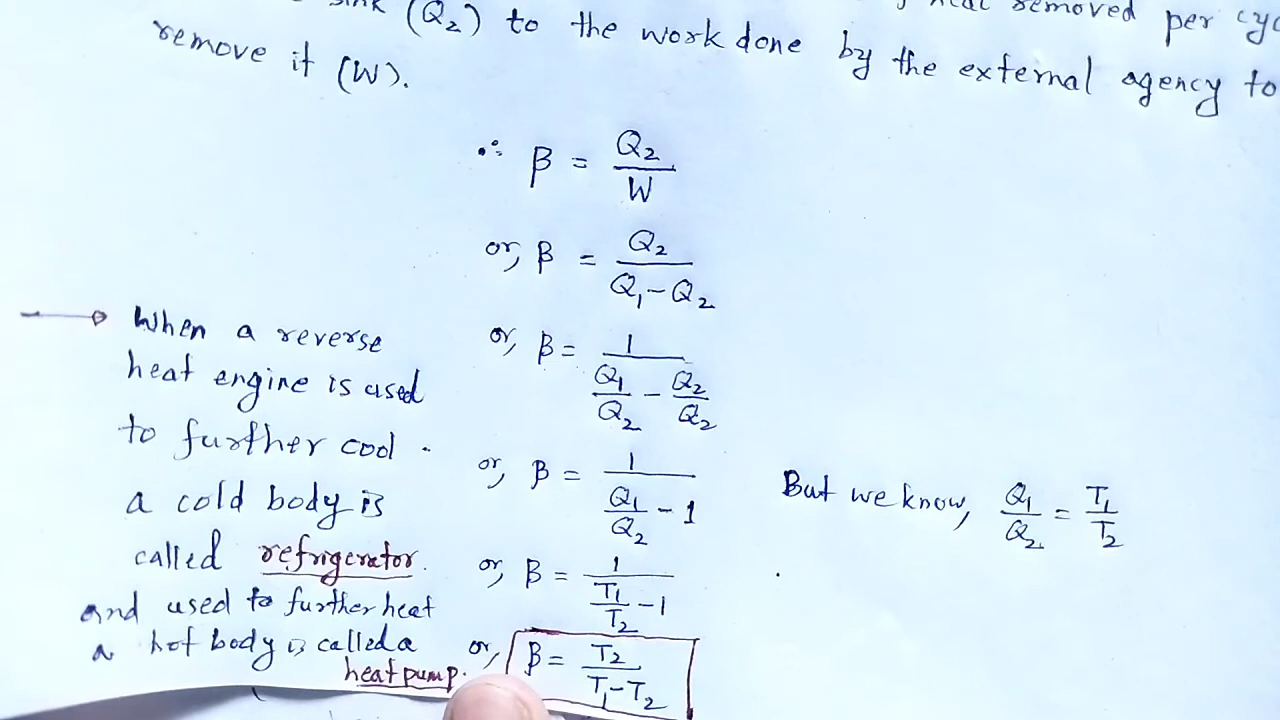 sink (Q₂) to the work done by the external agency to
heat removed per
remove it (W).
∴ β = Q₂/W
or, β = Q₂/(Q₁-Q₂)
or, β = 1/(Q₁/Q₂ - Q₂/Q₂)
or, β = 1/(Q₁/Q₂ - 1)
But we know, Q₁/Q₂ = T₁/T₂
or, β = 1/(T₁/T₂ - 1)
or, β = T₂/(T₁-T₂)
When a reverse
heat engine is used
to further cool
a cold body is
called refrigerator.
and used to further heat
a hot body is called a
heat pump.